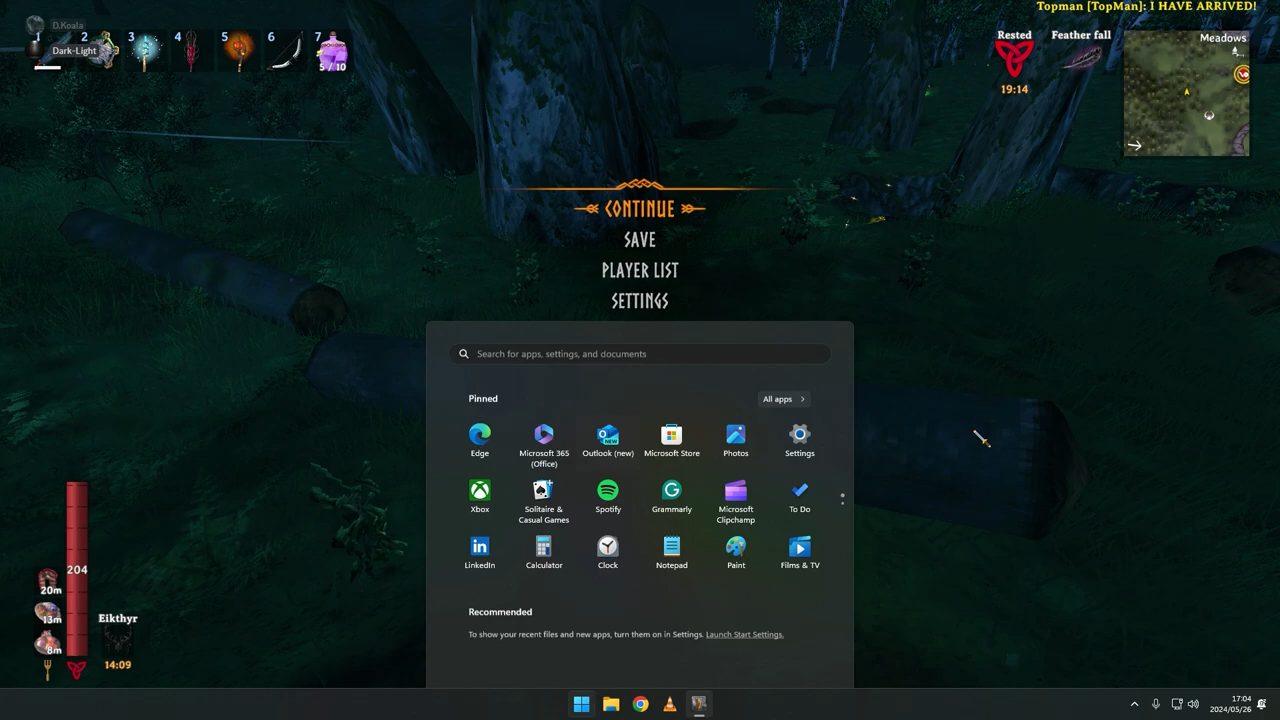 Topman [TopMan]: I HAVE ARRIVED!
D.Koala
Dark-Light
1 2 3 4 5 6 7
5 / 10
Rested
Feather fall
19:14
Meadows
CONTINUE
SAVE
PLAYER LIST
SETTINGS
Search for apps, settings, and documents
Pinned
All apps
Edge
Microsoft 365
(Office)
Outlook (new)
Microsoft Store
Photos
Settings
Xbox
Solitaire &
Casual Games
Spotify
Grammarly
Microsoft
Clipchamp
To Do
LinkedIn
Calculator
Clock
Notepad
Paint
Films & TV
Recommended
To show your recent files and new apps, turn them on in Settings. Launch Start Settings.
204
20m
13m
8m
Eikthyr
14:09
17:04
2024/05/26